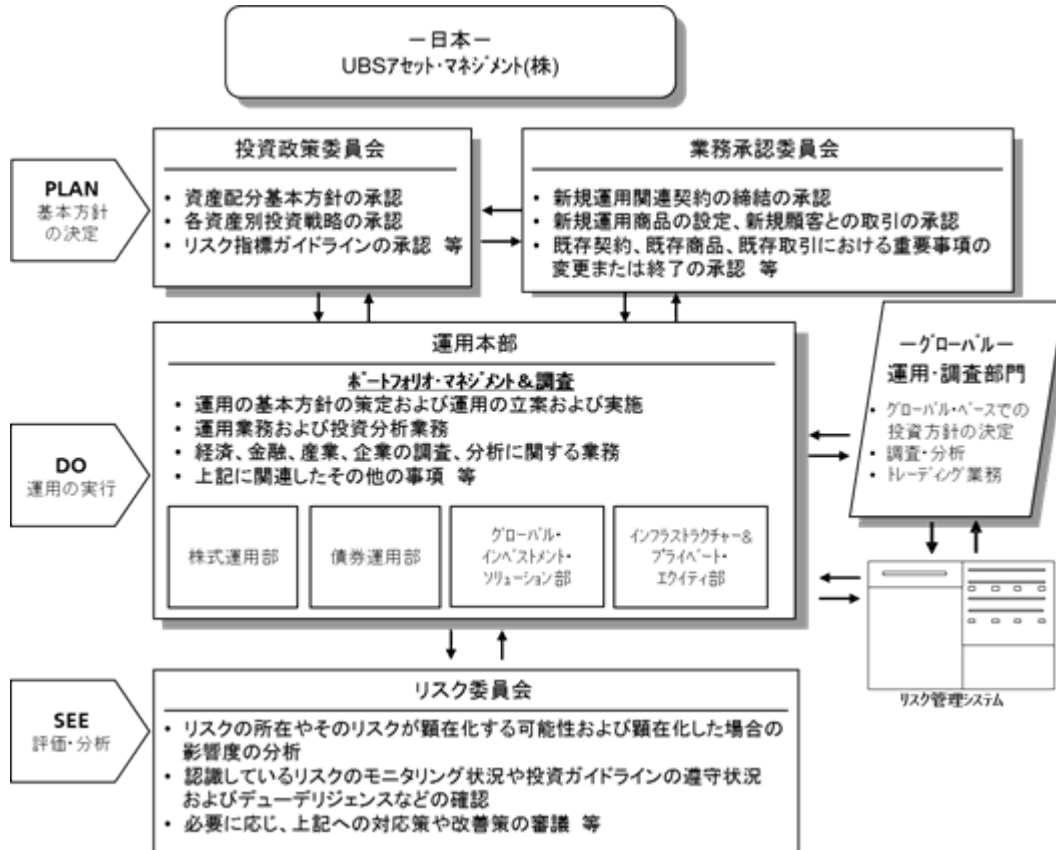 －日本－
UBSアセット・マネジメント(株)
PLAN
基本方針
の決定
投資政策委員会
• 資産配分基本方針の承認
• 各資産別投資戦略の承認
• リスク指標ガイドラインの承認 等
業務承認委員会
• 新規運用関連契約の締結の承認
• 新規運用商品の設定、新規顧客との取引の承認
• 既存契約、既存商品、既存取引における重要事項の
変更または終了の承認 等
DO
運用の実行
運用本部
ポートフォリオ・マネジメント&調査
• 運用の基本方針の策定および運用の立案および実施
• 運用業務および投資分析業務
• 経済、金融、産業、企業の調査、分析に関する業務
• 上記に関連したその他の事項 等
株式運用部
債券運用部
グローバル・
インベストメント・
ソリューション部
インフラストラクチャー&
プライベート・
エクイティ部
－グローバル－
運用・調査部門
• グローバル・ベースでの
投資方針の決定
• 調査・分析
• トレーディング業務
リスク管理システム
SEE
評価・分析
リスク委員会
• リスクの所在やそのリスクが顕在化する可能性および顕在化した場合の
影響度の分析
• 認識しているリスクのモニタリング状況や投資ガイドラインの遵守状況
およびデューデリジェンスなどの確認
• 必要に応じ、上記への対応策や改善策の審議 等